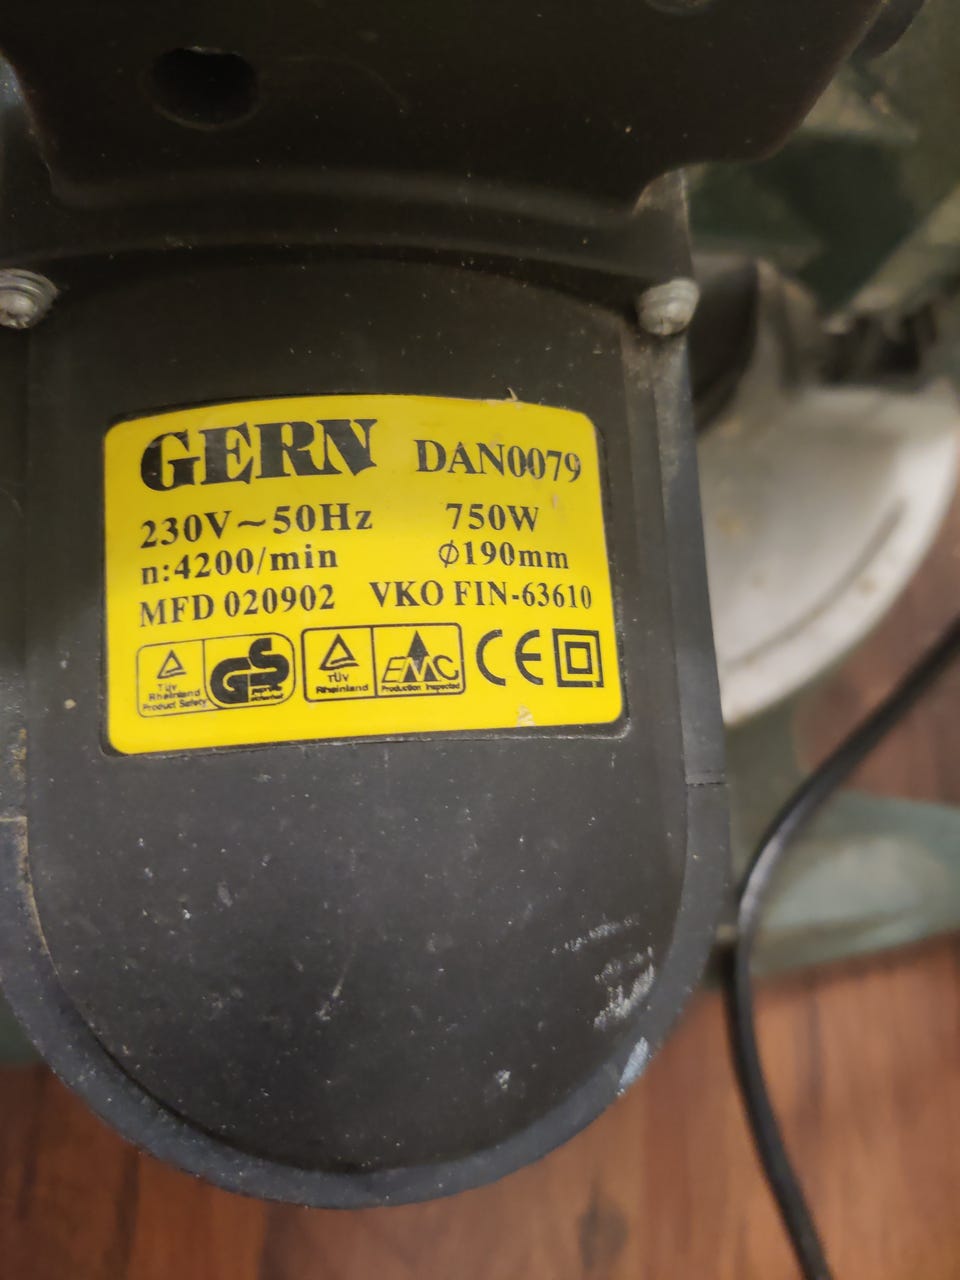 GERN DAN0079
230V~50Hz 750W
n:4200/min Ø190mm
MFD 020902 VKO FIN-63610
TÜV
Rheinland
Product Safety
GS
TÜV
Rheinland
EMC
Production Inspected
CE